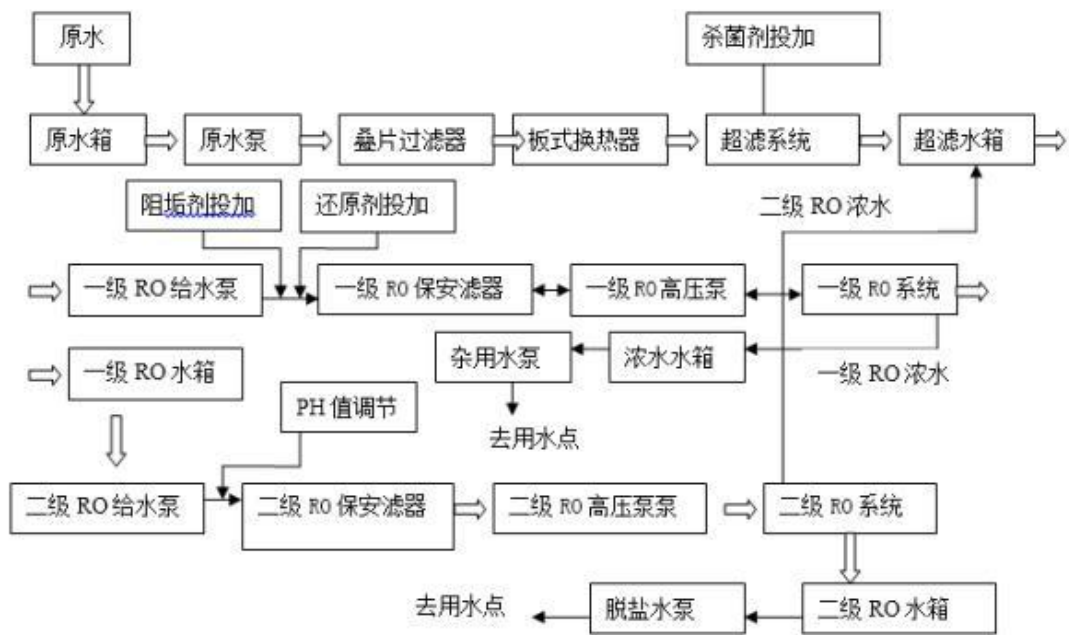 原水
杀菌剂投加
原水箱
原水泵
叠片过滤器
板式换热器
超滤系统
超滤水箱
阻垢剂投加
还原剂投加
二级 RO 浓水
一级 RO 给水泵
一级 RO 保安滤器
一级 RO 高压泵
一级 RO 系统
杂用水泵
浓水水箱
一级 RO 浓水
一级 RO 水箱
PH 值调节
去用水点
二级 RO 给水泵
二级 RO 保安滤器
二级 RO 高压泵泵
二级 RO 系统
去用水点
脱盐水泵
二级 RO 水箱